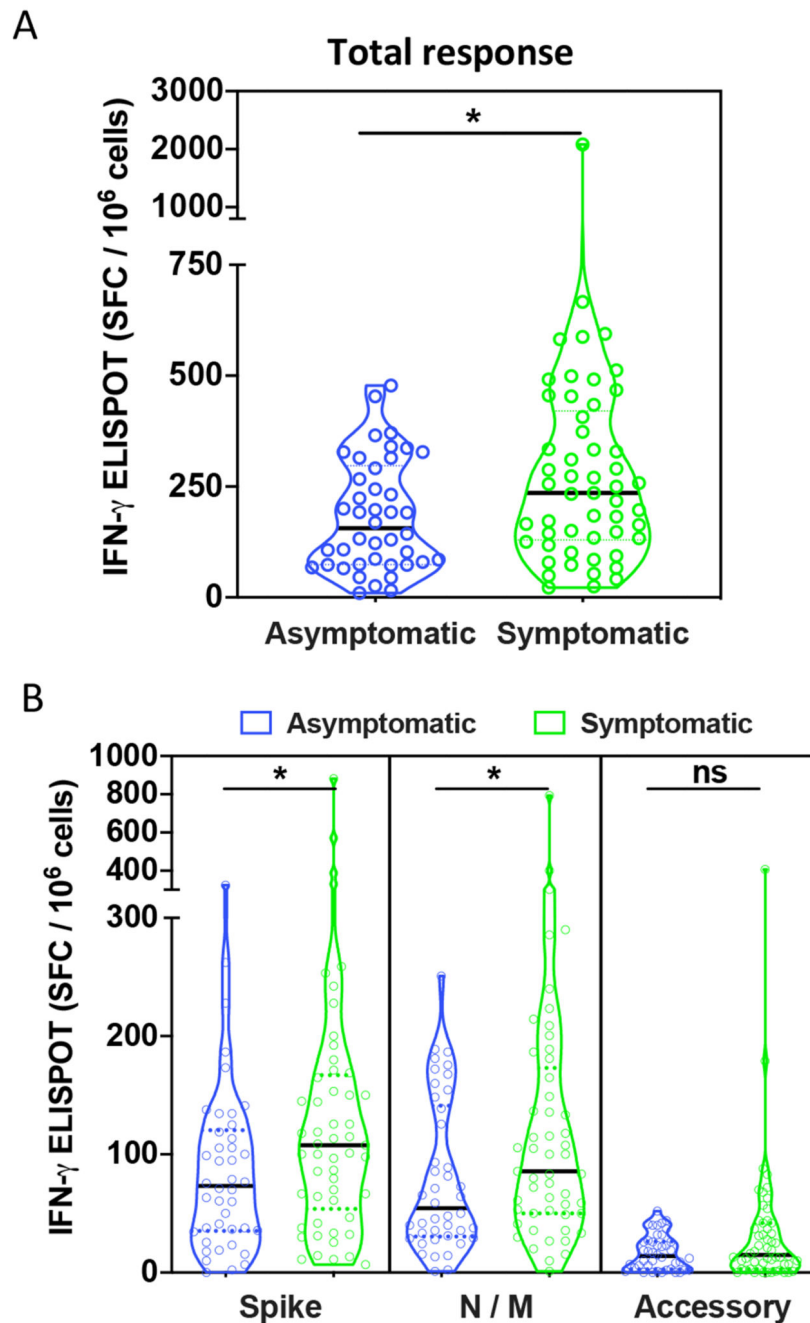 A
Total response
IFN-γ ELISPOT (SFC / 10⁶ cells)
3000
2000
1000
750
500
250
0
*
Asymptomatic Symptomatic
B
Asymptomatic Symptomatic
IFN-γ ELISPOT (SFC / 10⁶ cells)
1000
800
600
400
300
200
100
0
* * ns
Spike N / M Accessory